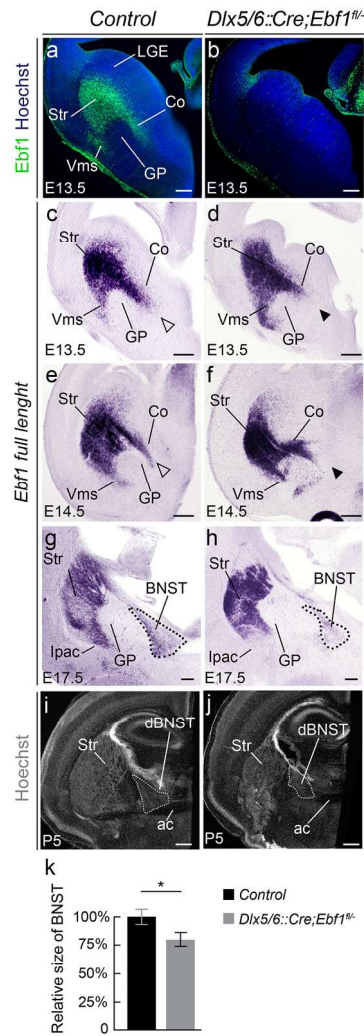 Control
Dlx5/6::Cre;Ebf1fl/-
Ebf1 Hoechst
a
LGE
Str
Co
Vms
GP
E13.5
b
E13.5
Ebf1 full lenght
c
Str
Co
Vms
GP
E13.5
d
Str
Co
Vms
GP
E13.5
e
Str
Co
Vms
GP
E14.5
f
Str
Co
Vms
GP
E14.5
g
Str
BNST
Ipac
GP
E17.5
h
Str
BNST
Ipac
GP
E17.5
Hoechst
i
Str
dBNST
ac
P5
j
Str
dBNST
ac
P5
k
Relative size of BNST
100%
75%
50%
25%
*
Control
Dlx5/6::Cre;Ebf1fl/-